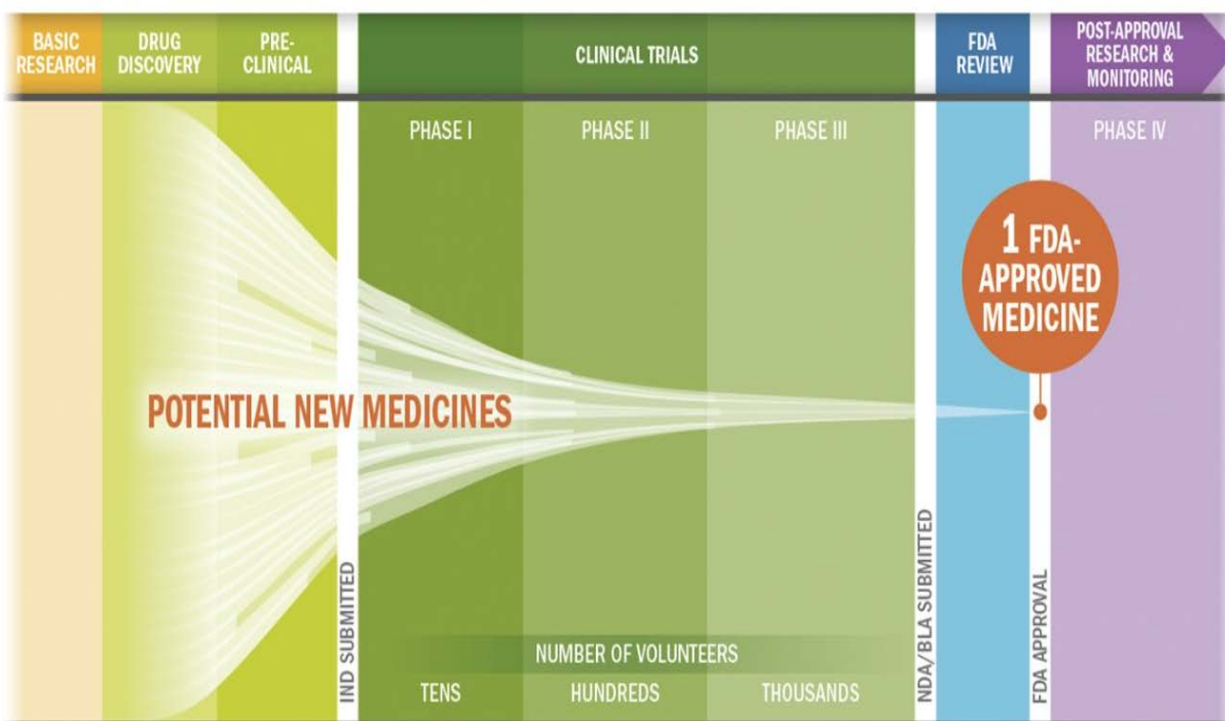 BASIC
RESEARCH
DRUG
DISCOVERY
PRE-
CLINICAL
CLINICAL TRIALS
FDA
REVIEW
POST-APPROVAL
RESEARCH &
MONITORING
PHASE I
PHASE II
PHASE III
PHASE IV
1 FDA-
APPROVED
MEDICINE
POTENTIAL NEW MEDICINES
IND SUBMITTED
NDA/BLA SUBMITTED
FDA APPROVAL
NUMBER OF VOLUNTEERS
TENS
HUNDREDS
THOUSANDS